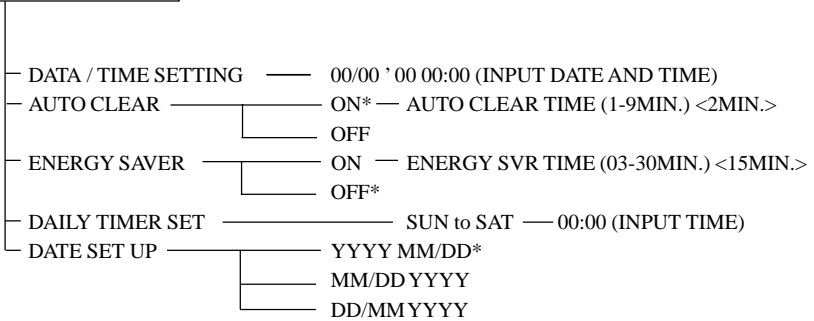 DATA / TIME SETTING 00/00 ’ 00 00:00 (INPUT DATE AND TIME)
AUTO CLEAR ON* AUTO CLEAR TIME (1-9MIN.) <2MIN.>
OFF
ENERGY SAVER ON ENERGY SVR TIME (03-30MIN.) <15MIN.>
OFF*
DAILY TIMER SET SUN to SAT 00:00 (INPUT TIME)
DATE SET UP YYYY MM/DD*
MM/DD YYYY
DD/MM YYYY